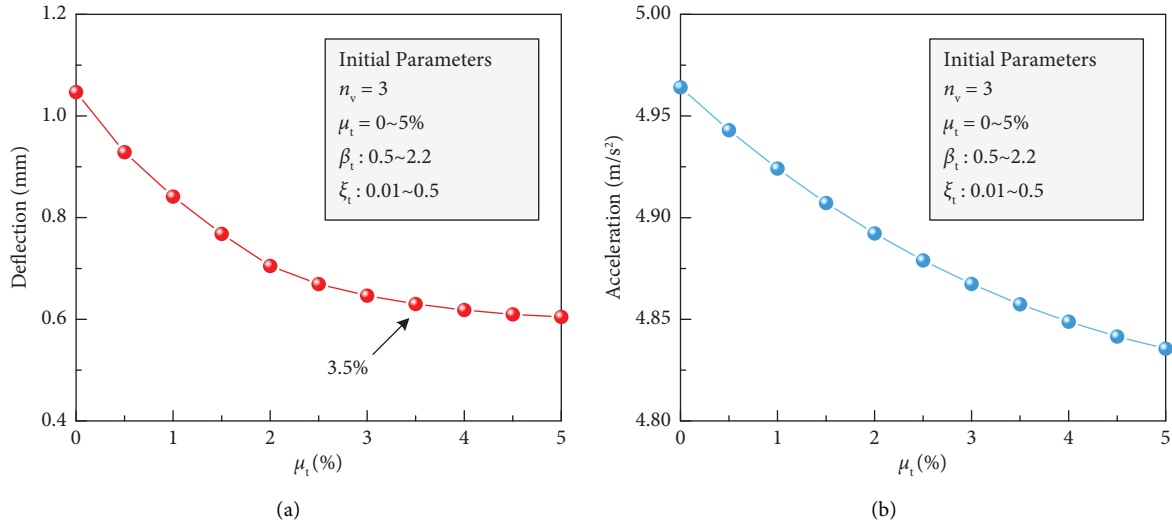 1.2
1.0
0.8
0.6
0.4
Deflection (mm)
Initial Parameters
nᵥ = 3
μₜ = 0~5%
βₜ : 0.5~2.2
ξₜ : 0.01~0.5
3.5%
0 1 2 3 4 5
μₜ (%)
(a)
5.00
4.95
4.90
4.85
4.80
Acceleration (m/s²)
Initial Parameters
nᵥ = 3
μₜ = 0~5%
βₜ : 0.5~2.2
ξₜ : 0.01~0.5
0 1 2 3 4 5
μₜ (%)
(b)